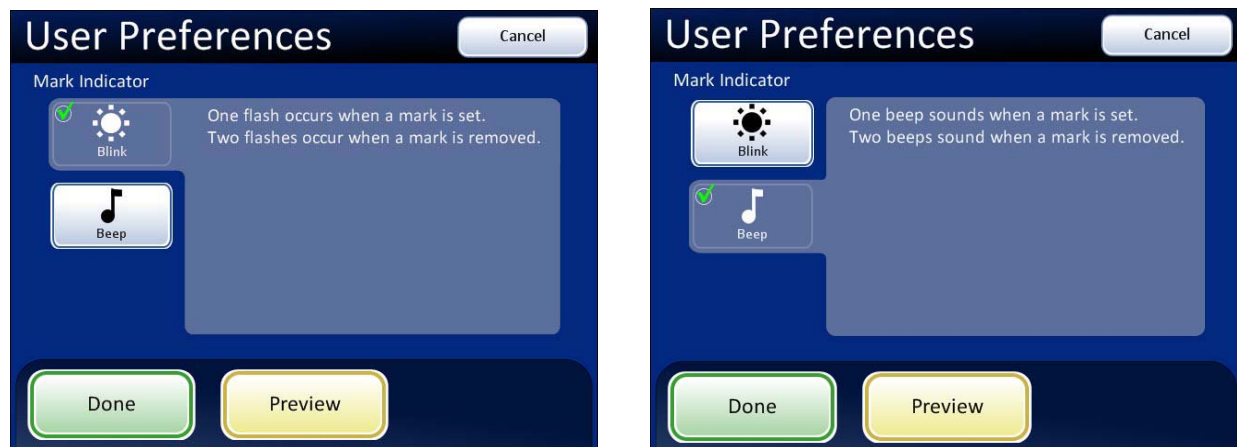 User Preferences
Cancel
Mark Indicator
Blink
One flash occurs when a mark is set.
Two flashes occur when a mark is removed.
Beep
Done
Preview
User Preferences
Cancel
Mark Indicator
Blink
One beep sounds when a mark is set.
Two beeps sound when a mark is removed.
Beep
Done
Preview